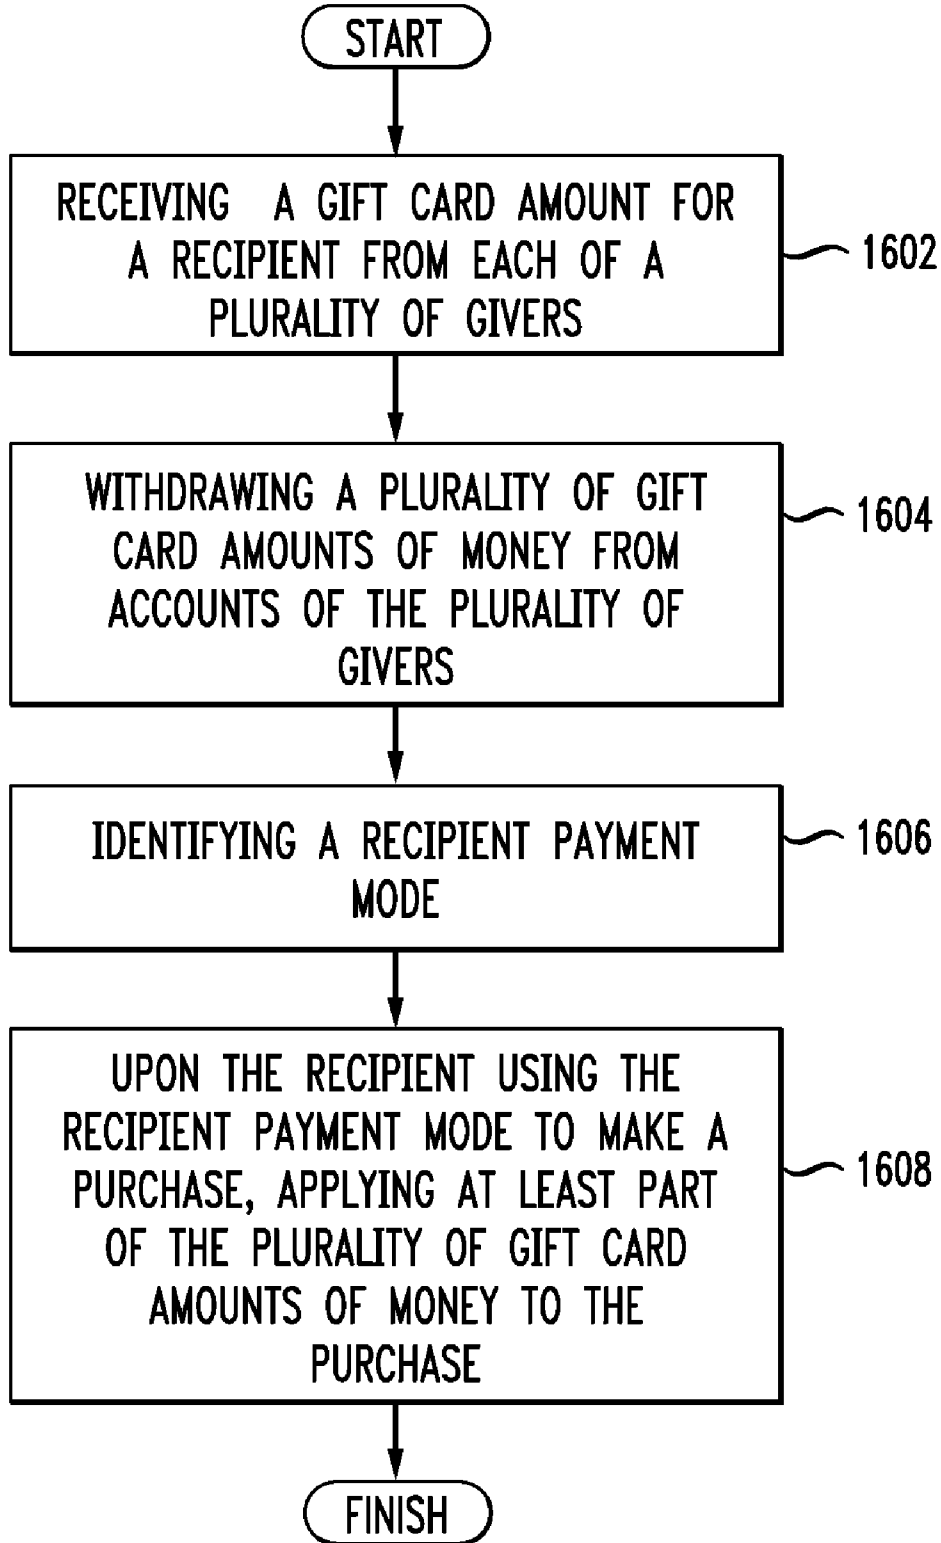 START
RECEIVING A GIFT CARD AMOUNT FOR
A RECIPIENT FROM EACH OF A
PLURALITY OF GIVERS
1602
WITHDRAWING A PLURALITY OF GIFT
CARD AMOUNTS OF MONEY FROM
ACCOUNTS OF THE PLURALITY OF
GIVERS
1604
IDENTIFYING A RECIPIENT PAYMENT
MODE
1606
UPON THE RECIPIENT USING THE
RECIPIENT PAYMENT MODE TO MAKE A
PURCHASE, APPLYING AT LEAST PART
OF THE PLURALITY OF GIFT CARD
AMOUNTS OF MONEY TO THE
PURCHASE
1608
FINISH